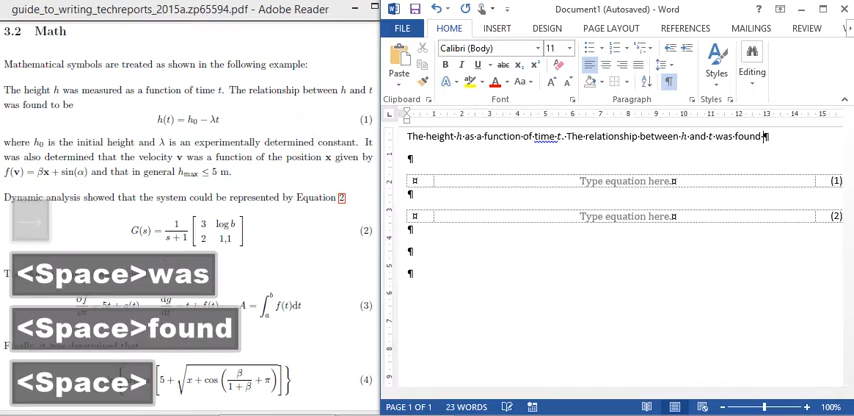 guide_to_writing_techreports_2015a.zp65594.pdf - Adobe Reader
3.2 Math
Mathematical symbols are treated as shown in the following example:
The height h was measured as a function of time t. The relationship between h and t
was found to be
h(t) = h₀ − λt (1)
where h₀ is the initial height and λ is an experimentally determined constant. It
was also determined that the velocity v was a function of the position x given by
f(v) = βx + sin(α) and that in general hmax ≤ 5 m.
Dynamic analysis showed that the system could be represented by Equation 2
G(s) = 1/(s+1) [ 3 log b
2 1,1 ] (2)
A = ∫ₐᵇ f(t)dt (3)
[ 5 + √( x + cos( β/(1+β) + π ) ) ] } (4)
→
<Space>was
<Space>found
<Space>
Document1 (Autosaved) - Word
FILE HOME INSERT DESIGN PAGE LAYOUT REFERENCES MAILINGS REVIEW
Calibri (Body) 11
Paste
Styles
Editing
Clipboard Font Paragraph Styles
The·height·h·as·a·function·of·time·t.·The·relationship·between·h·and·t·was·found·¶
¶
¤ Type equation here.¤ (1)
¶
¤ Type equation here.¤ (2)
¶
¶
¶
PAGE 1 OF 1 23 WORDS 100%